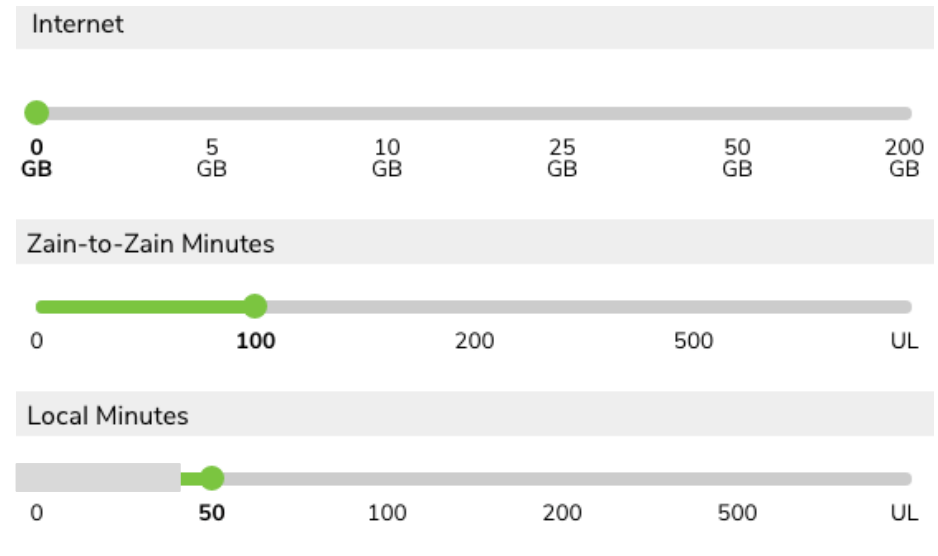 Internet
0 5 10 25 50 200
GB GB GB GB GB GB
Zain-to-Zain Minutes
0 100 200 500 UL
Local Minutes
0 50 100 200 500 UL